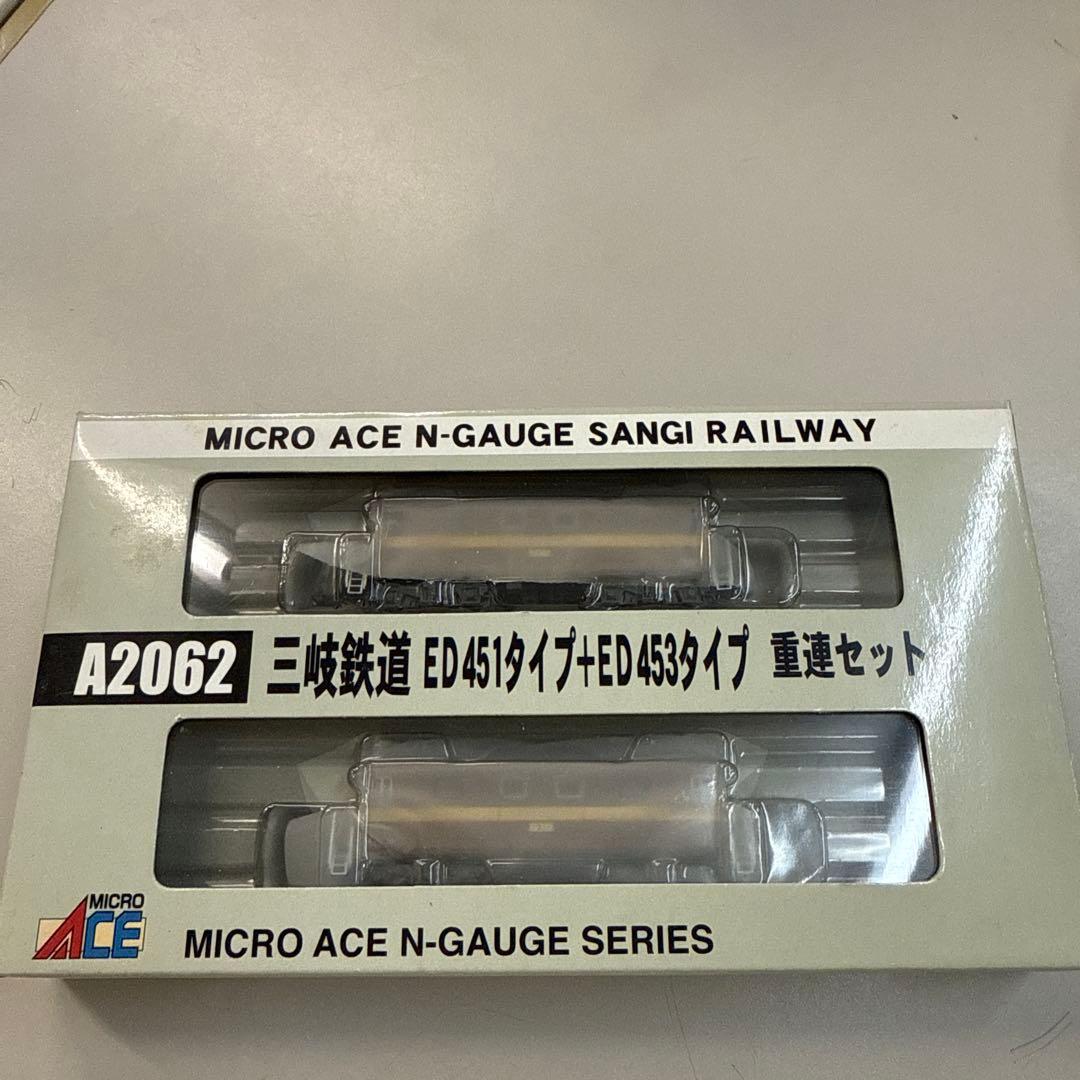 MICRO ACE N-GAUGE SANGI RAILWAY
A2062 三岐鉄道 ED451タイプ+ED453タイプ 重連セット
MICRO ACE
MICRO ACE N-GAUGE SERIES